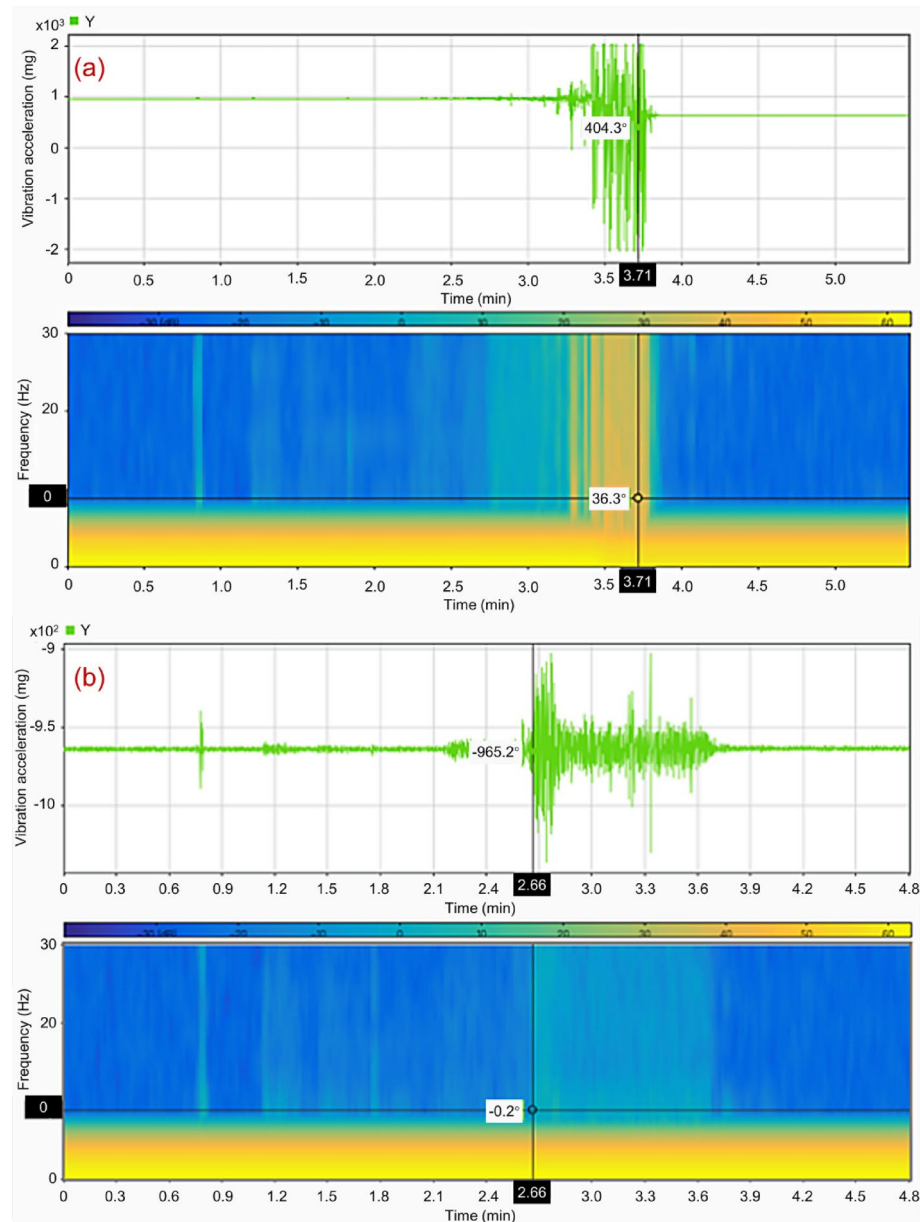 x10³ Y
(a)
Vibration acceleration (mg)
2
1
0
-1
-2
404.3°
0 0.5 1.0 1.5 2.0 2.5 3.0 3.5 3.71 4.0 4.5 5.0
Time (min)
-30 (dB) -20 -10 0 10 20 30 40 50 60
Frequency (Hz)
30
20
0
36.3°
0
0 0.5 1.0 1.5 2.0 2.5 3.0 3.5 3.71 4.0 4.5 5.0
Time (min)
x10² Y
(b)
Vibration acceleration (mg)
-9
-9.5
-10
-965.2°
0 0.3 0.6 0.9 1.2 1.5 1.8 2.1 2.4 2.66 3.0 3.3 3.6 3.9 4.2 4.5 4.8
Time (min)
-30 (dB) -20 -10 0 10 20 30 40 50 60
Frequency (Hz)
30
20
0
-0.2°
0
0 0.3 0.6 0.9 1.2 1.5 1.8 2.1 2.4 2.66 3.0 3.3 3.6 3.9 4.2 4.5 4.8
Time (min)